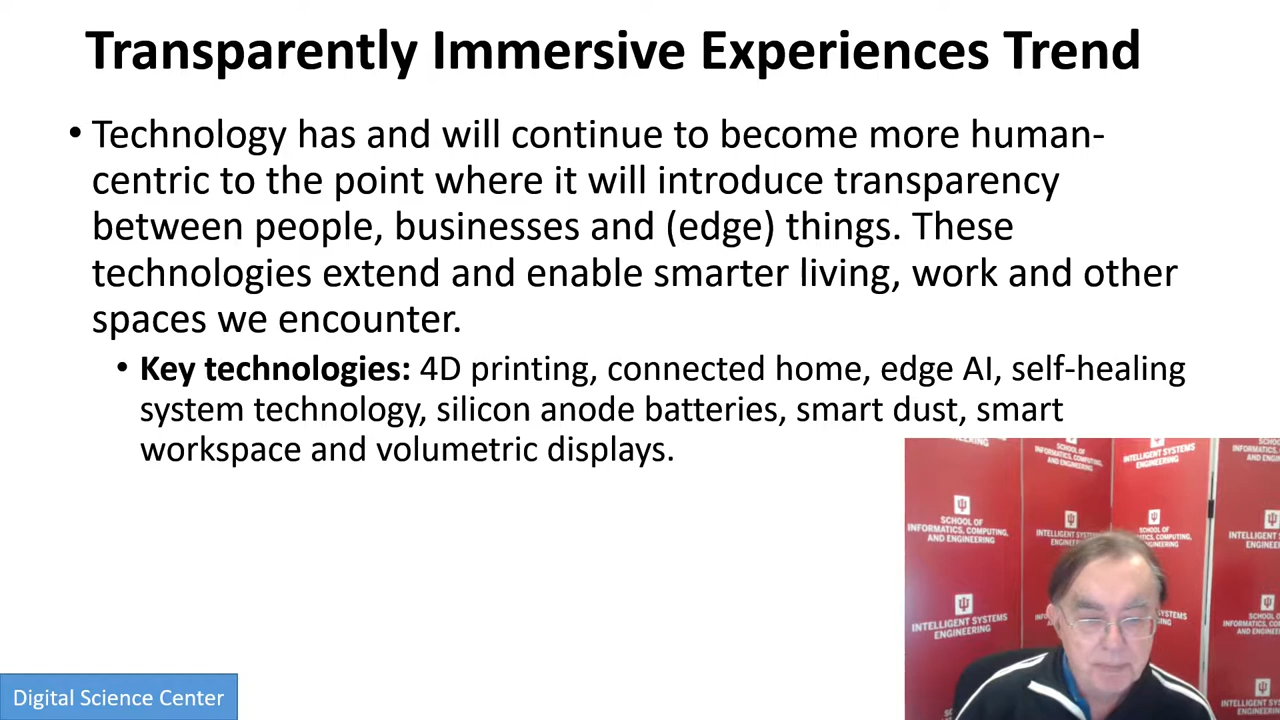 Transparently Immersive Experiences Trend
• Technology has and will continue to become more human-
centric to the point where it will introduce transparency
between people, businesses and (edge) things. These
technologies extend and enable smarter living, work and other
spaces we encounter.
• Key technologies: 4D printing, connected home, edge AI, self-healing
system technology, silicon anode batteries, smart dust, smart
workspace and volumetric displays.
INTELLIGENT SYSTEMS
ENGINEERING
SCHOOL OF
INFORMATICS, COMPUTING,
AND ENGINEERING
INTELLIGENT SYSTEMS
ENGINEERING
Digital Science Center